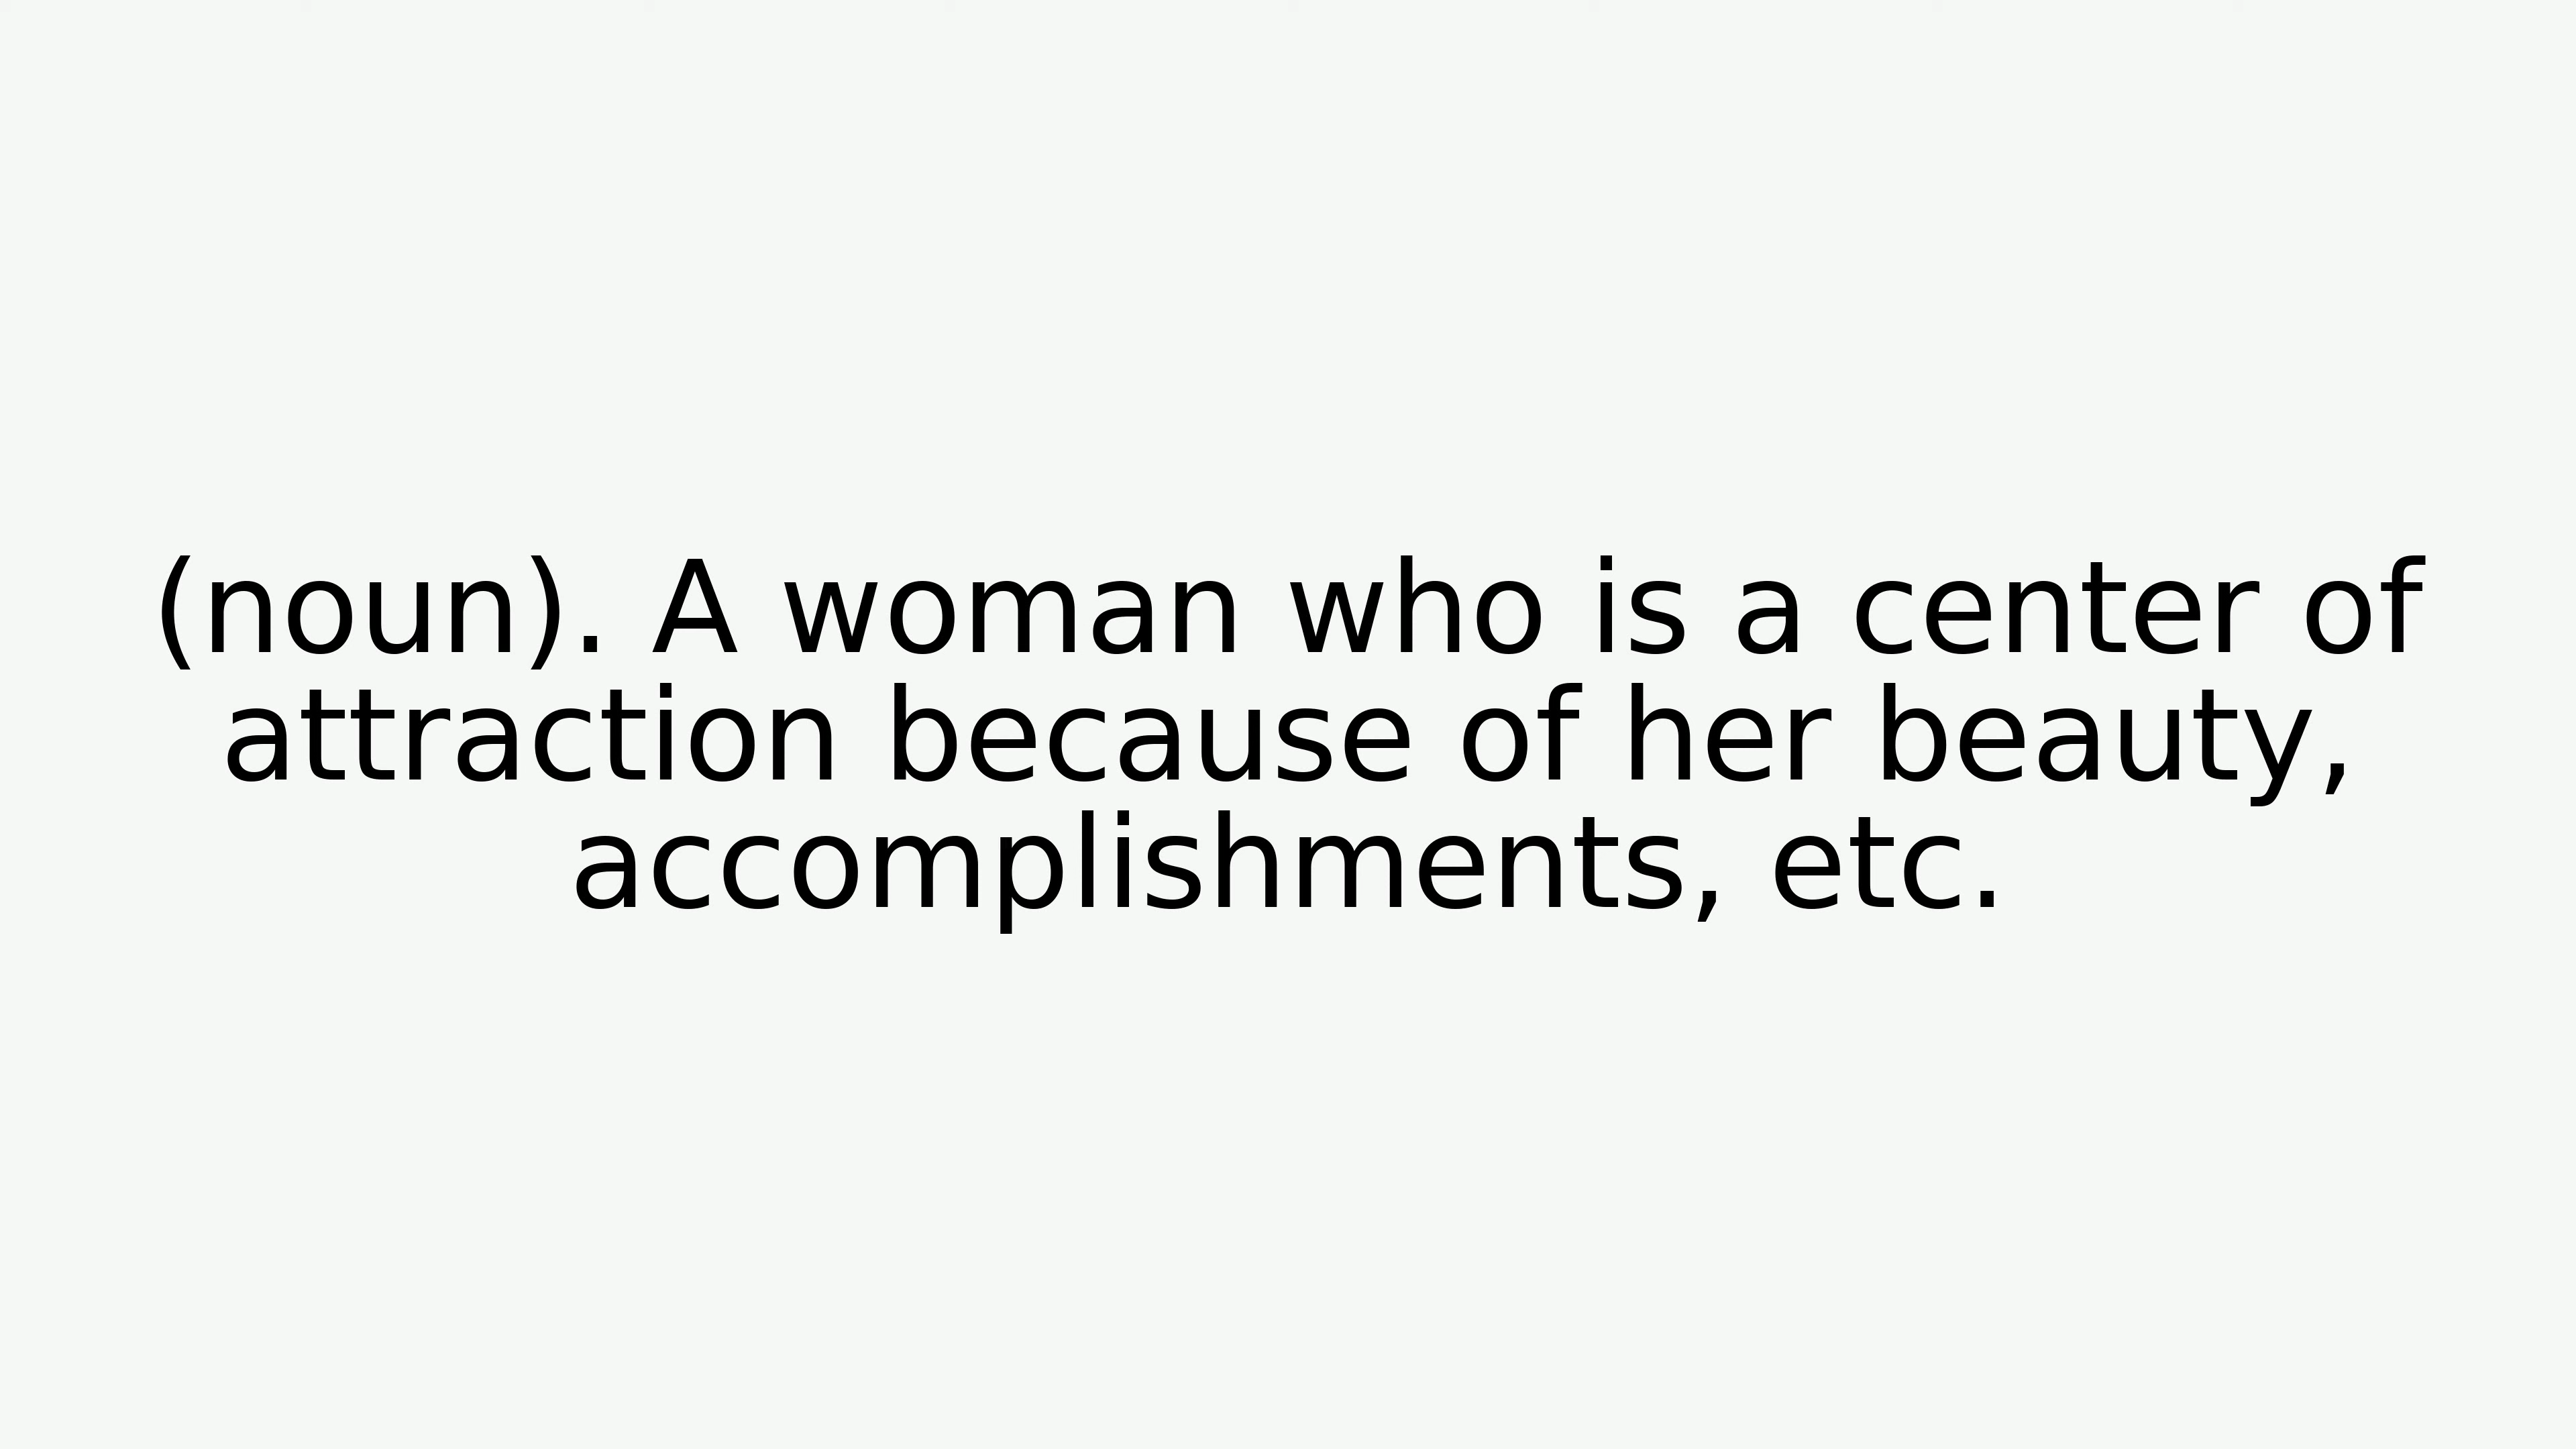 (noun). A woman who is a center of
attraction because of her beauty,
accomplishments, etc.